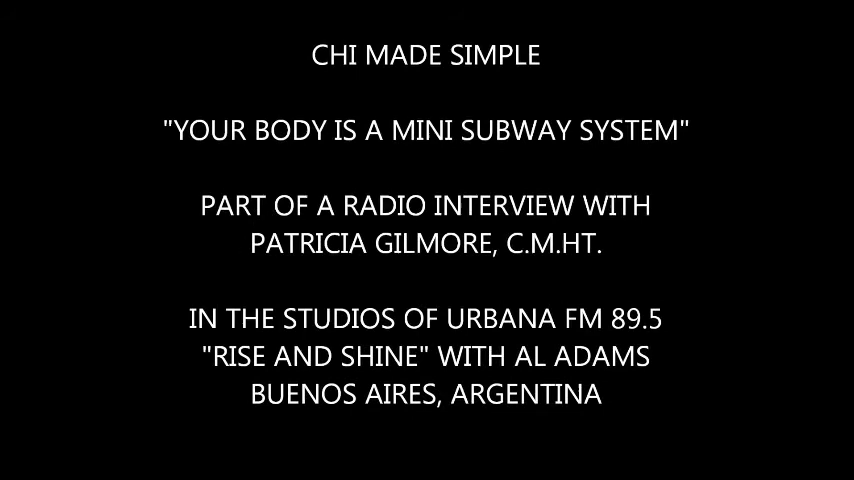 CHI MADE SIMPLE
"YOUR BODY IS A MINI SUBWAY SYSTEM"
PART OF A RADIO INTERVIEW WITH
PATRICIA GILMORE, C.M.HT.
IN THE STUDIOS OF URBANA FM 89.5
"RISE AND SHINE" WITH AL ADAMS
BUENOS AIRES, ARGENTINA